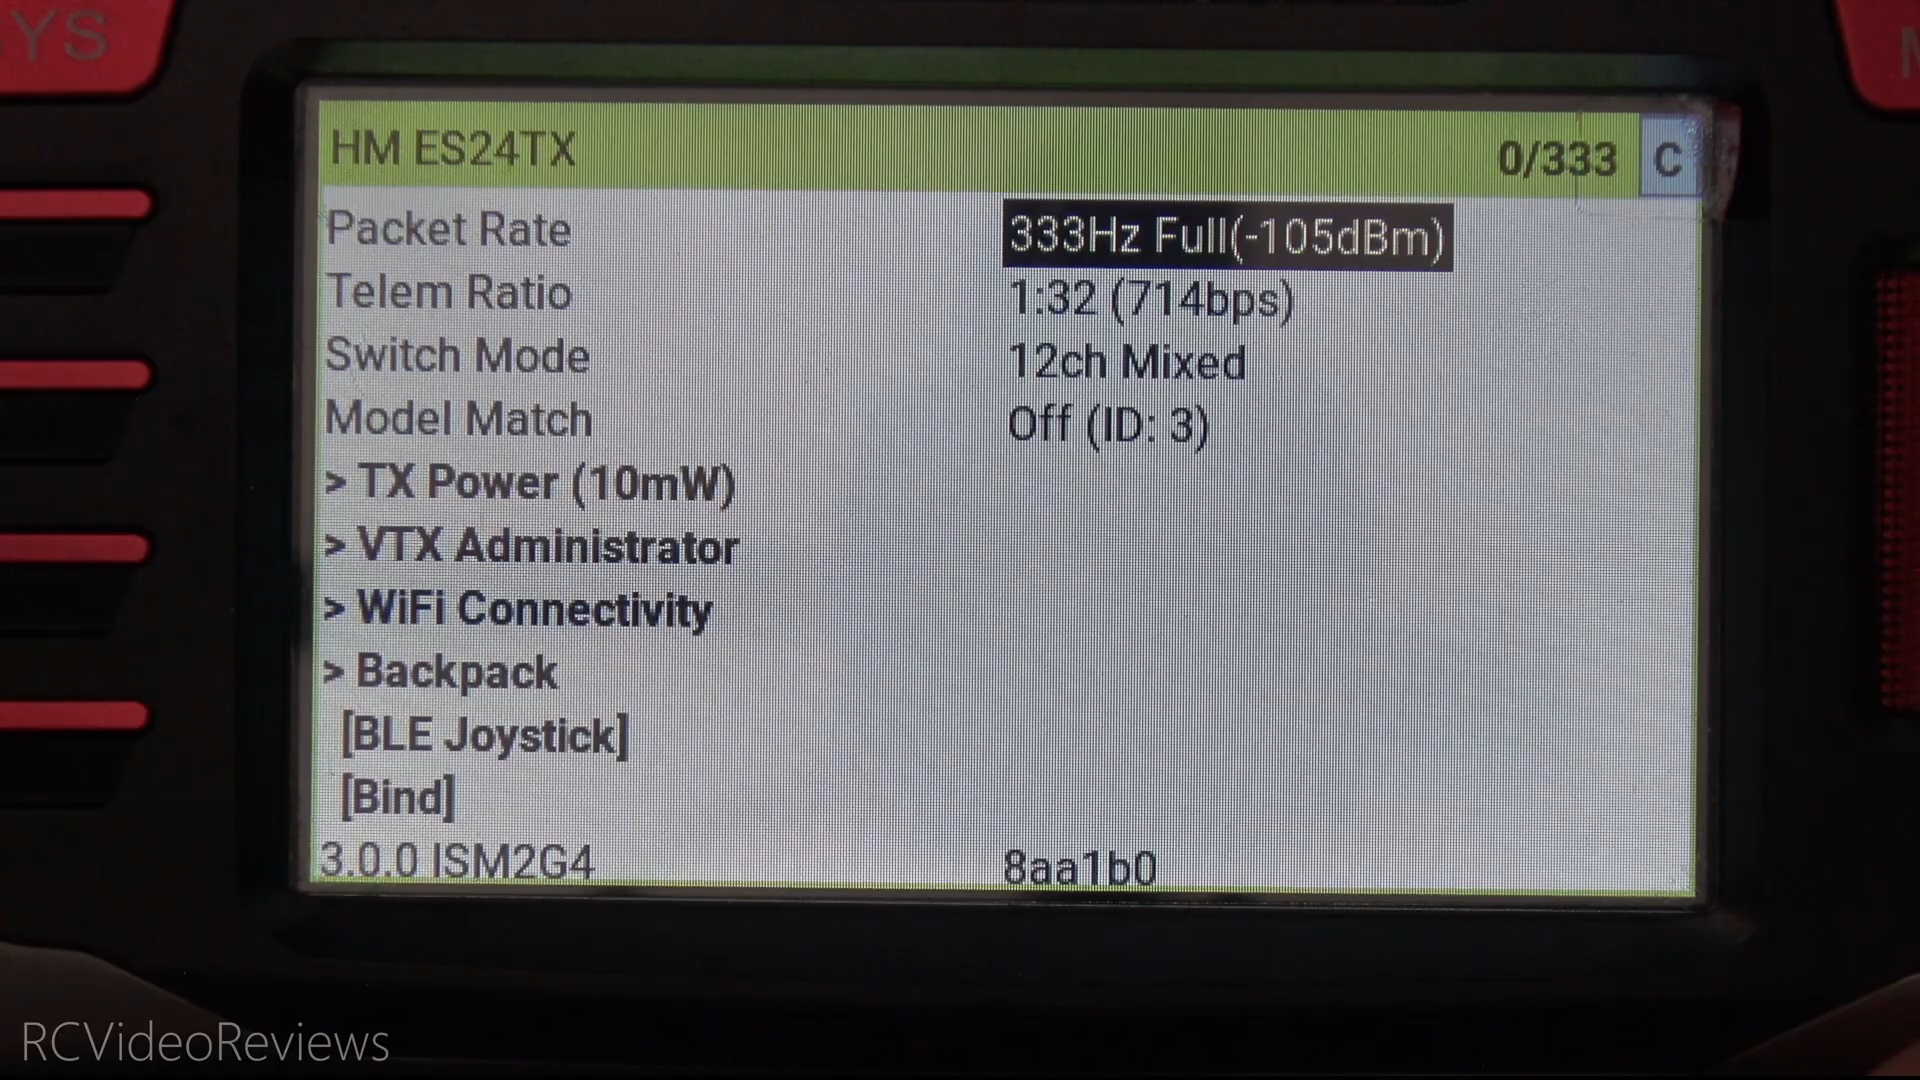 YS
M
HM ES24TX 0/333 C
Packet Rate 333Hz Full(-105dBm)
Telem Ratio 1:32 (714bps)
Switch Mode 12ch Mixed
Model Match Off (ID: 3)
> TX Power (10mW)
> VTX Administrator
> WiFi Connectivity
> Backpack
[BLE Joystick]
[Bind]
3.0.0 ISM2G4 8aa1b0
RCVideoReviews